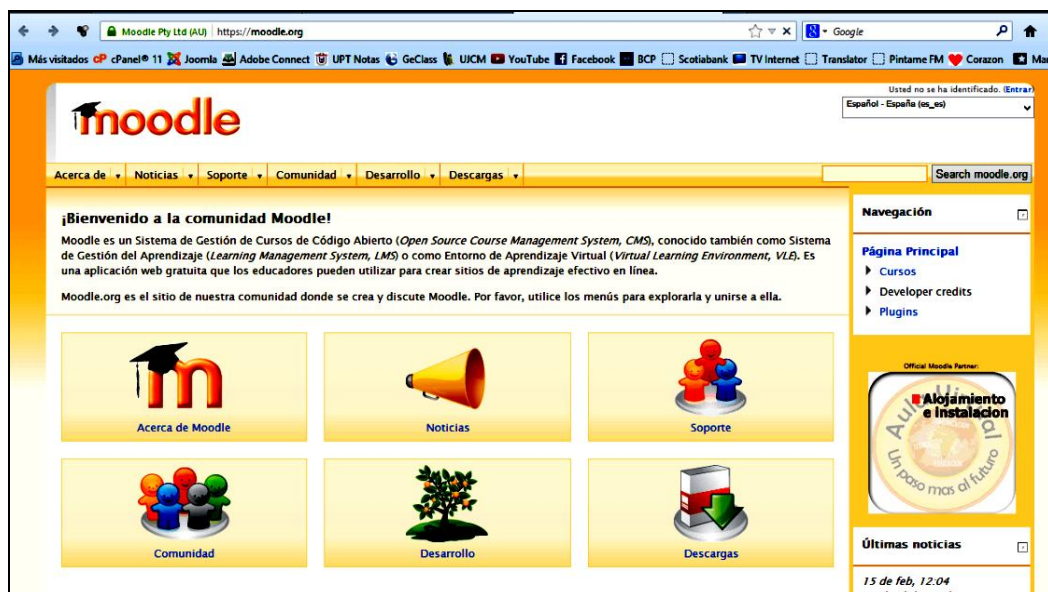 Moodle Pty Ltd (AU) https://moodle.org Google
Más visitados cPanel® 11 Joomla Adobe Connect UPT Notas GeClass UJCM YouTube Facebook BCP Scotiabank TV Internet Translator Pintame FM Corazon
Usted no se ha identificado. (Entrar)
moodle
Español - España (es_es)
Acerca de Noticias Soporte Comunidad Desarrollo Descargas
Search moodle.org
¡Bienvenido a la comunidad Moodle!
Moodle es un Sistema de Gestión de Cursos de Código Abierto (Open Source Course Management System, CMS), conocido también como Sistema
de Gestión del Aprendizaje (Learning Management System, LMS) o como Entorno de Aprendizaje Virtual (Virtual Learning Environment, VLE). Es
una aplicación web gratuita que los educadores pueden utilizar para crear sitios de aprendizaje efectivo en línea.
Moodle.org es el sitio de nuestra comunidad donde se crea y discute Moodle. Por favor, utilice los menús para explorarla y unirse a ella.
m
Acerca de Moodle
Noticias
Soporte
Comunidad
Desarrollo
Descargas
Navegación
Página Principal
Cursos
Developer credits
Plugins
Official Moodle Partner:
Aula Virtual
Alojamiento
e instalacion
Un paso mas al futuro
Últimas noticias
15 de feb, 12:04